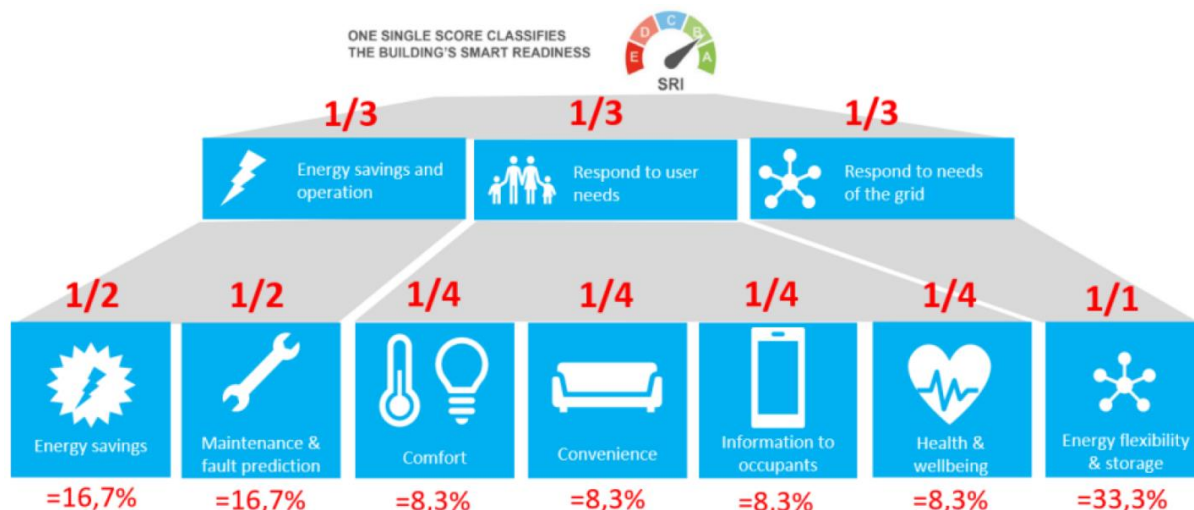 ONE SINGLE SCORE CLASSIFIES
THE BUILDING'S SMART READINESS
E
D
C
B
A
SRI
1/3
1/3
1/3
Energy savings and
operation
Respond to user
needs
Respond to needs
of the grid
1/2
1/2
1/4
1/4
1/4
1/4
1/1
Energy savings
Maintenance &
fault prediction
Comfort
Convenience
Information to
occupants
Health &
wellbeing
Energy flexibility
& storage
=16,7%
=16,7%
=8,3%
=8,3%
=8,3%
=8,3%
=33,3%